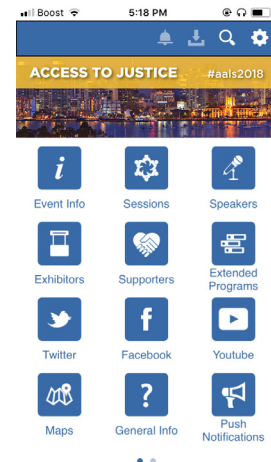 Boost 5:18 PM
ACCESS TO JUSTICE #aals2018
Event Info Sessions Speakers
Exhibitors Supporters Extended
Programs
Twitter Facebook Youtube
Maps General Info Push
Notifications